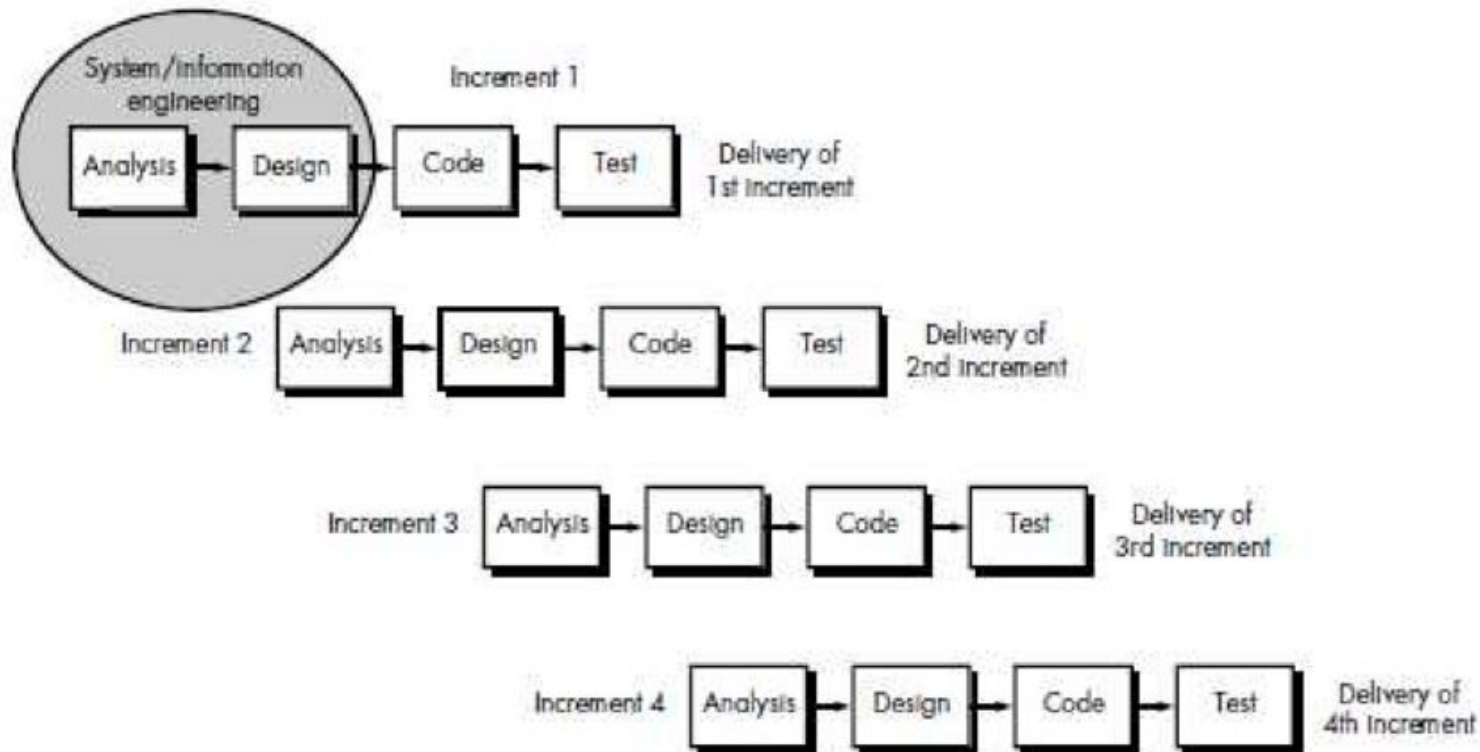 System/information
engineering
Increment 1
Analysis
Design
Code
Test
Delivery of
1st increment
Increment 2
Analysis
Design
Code
Test
Delivery of
2nd increment
Increment 3
Analysis
Design
Code
Test
Delivery of
3rd increment
Increment 4
Analysis
Design
Code
Test
Delivery of
4th increment